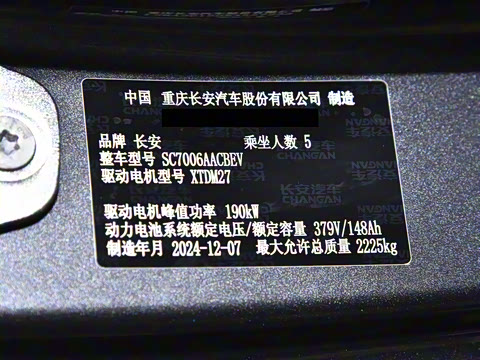 中国 重庆长安汽车股份有限公司 制造
品牌 长安 乘坐人数 5
整车型号 SC7006AACBEV
驱动电机型号 XTDM27
驱动电机峰值功率 190kW
动力电池系统额定电压/额定容量 379V/148Ah
制造年月 2024-12-07 最大允许总质量 2225kg